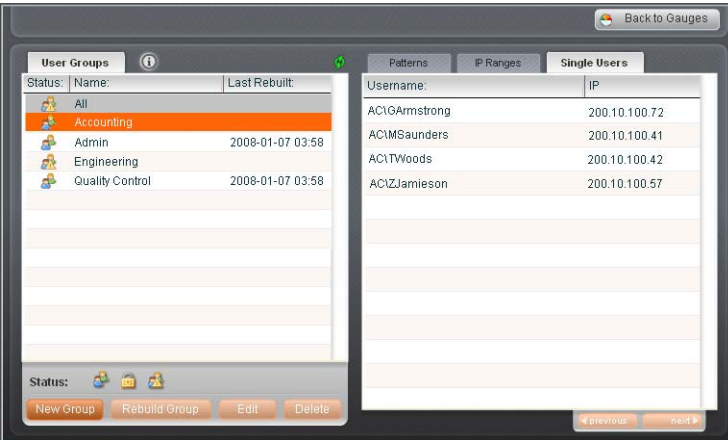 Back to Gauges
User Groups
Status: Name: Last Rebuilt:
All
Accounting
Admin 2008-01-07 03:58
Engineering
Quality Control 2008-01-07 03:58
Status:
New Group Rebuild Group Edit Delete
Patterns IP Ranges Single Users
Username: IP
AC\GArmstrong 200.10.100.72
AC\MSaunders 200.10.100.41
AC\TWoods 200.10.100.42
AC\ZJamieson 200.10.100.57
previous next